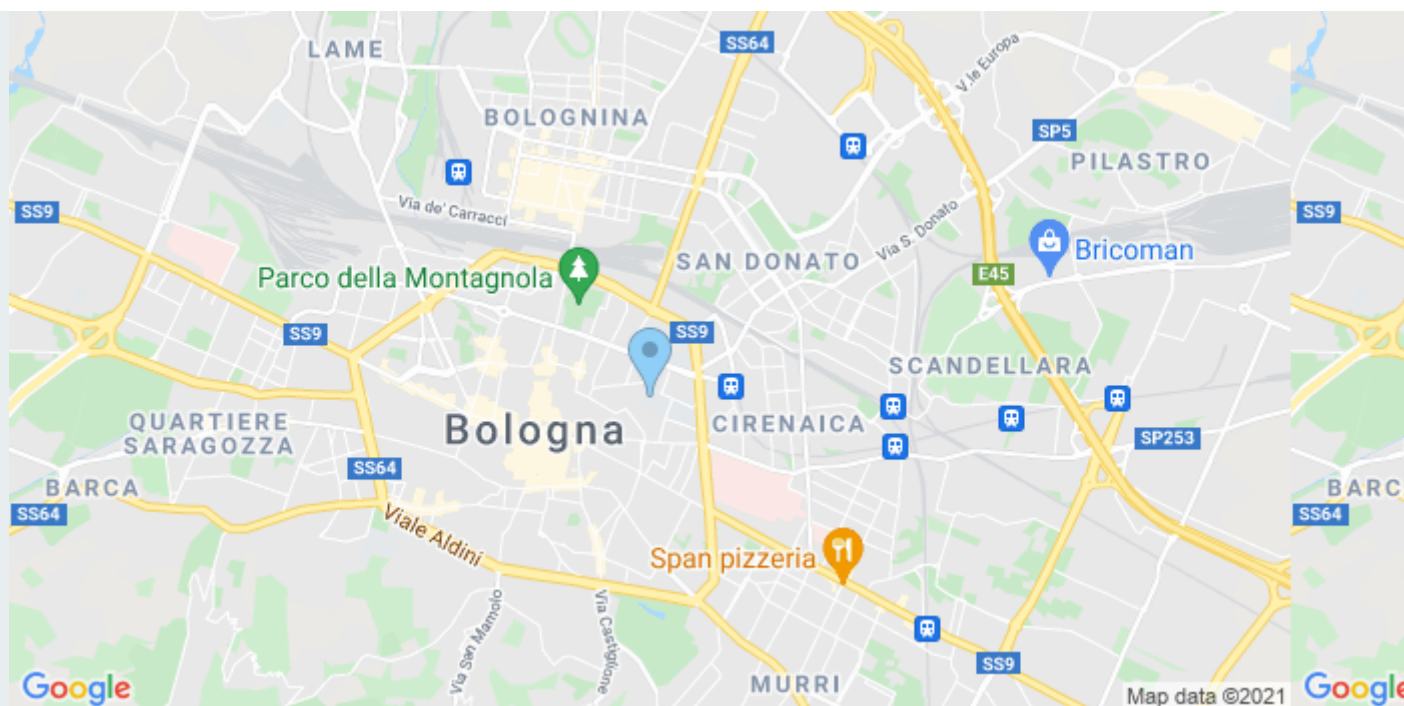 LAME
SS64
V.le Europa
BOLOGNINA
SP5
PILASTRO
Via de' Carracci
SS9
SS9
Via S. Donato
SAN DONATO
Bricoman
Parco della Montagnola
E45
SS9
SS9
SCANDELLARA
QUARTIERE
SARAGOZZA
Bologna
CIRENAICA
SP253
SS64
BARCA
BARC
SS64
SS64
Viale Aldini
Span pizzeria
Via San Mamolo
Via Castiglione
SS9
MURRI
Google
Map data ©2021
Google